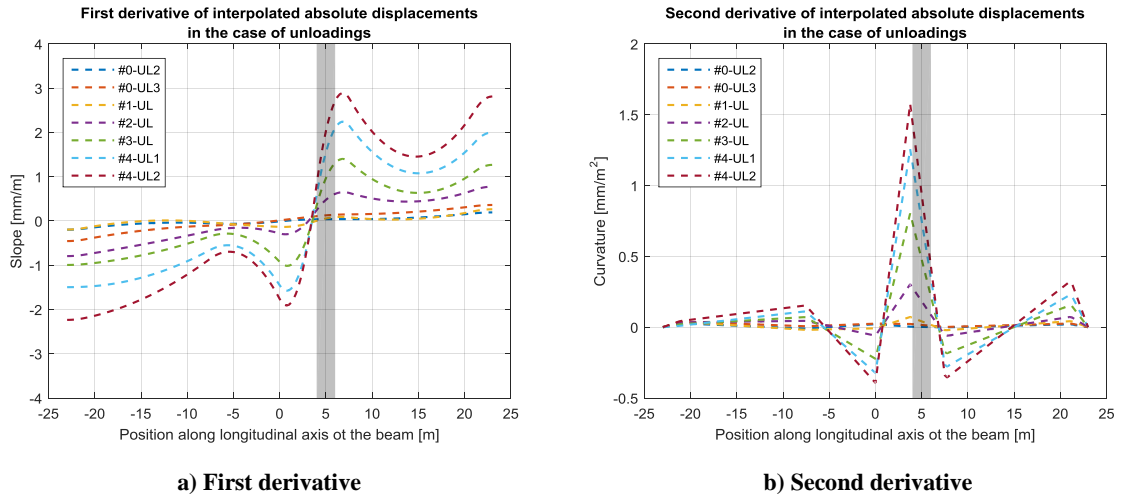 First derivative of interpolated absolute displacements
in the case of unloadings
4
3
2
1
0
-1
-2
-3
-4
Slope [mm/m]
#0-UL2
#0-UL3
#1-UL
#2-UL
#3-UL
#4-UL1
#4-UL2
-25 -20 -15 -10 -5 0 5 10 15 20 25
Position along longitudinal axis ot the beam [m]
a) First derivative
Second derivative of interpolated absolute displacements
in the case of unloadings
2
1.5
1
0.5
0
-0.5
Curvature [mm/m²]
#0-UL2
#0-UL3
#1-UL
#2-UL
#3-UL
#4-UL1
#4-UL2
-25 -20 -15 -10 -5 0 5 10 15 20 25
Position along longitudinal axis ot the beam [m]
b) Second derivative